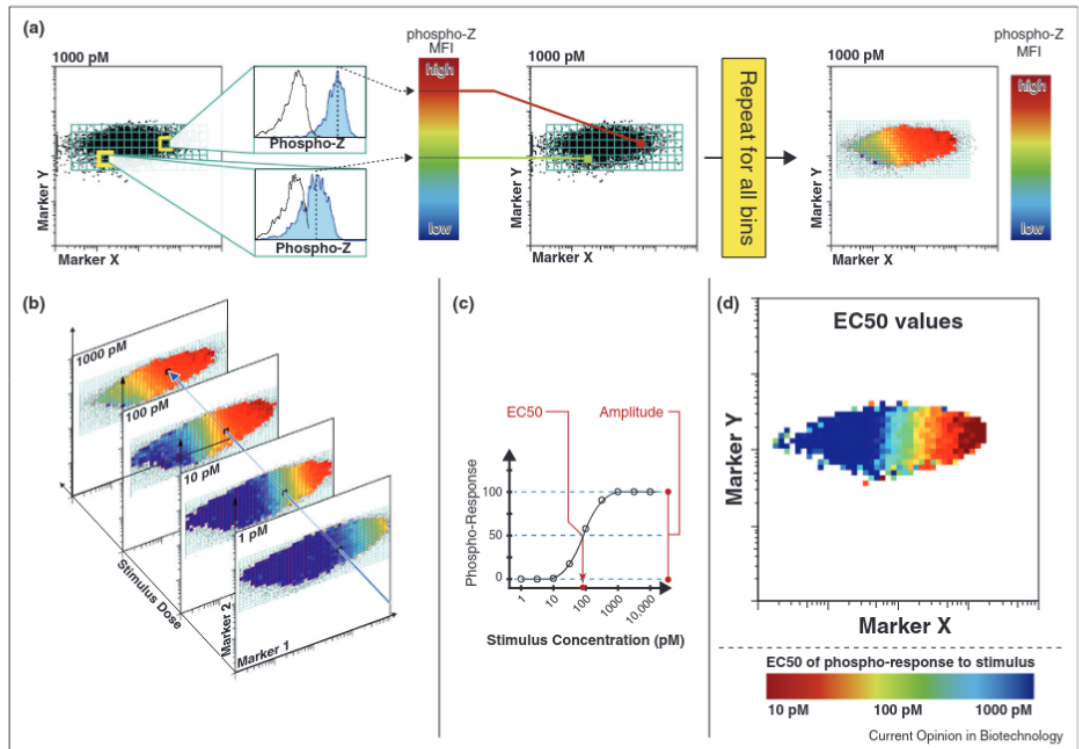 (a)
1000 pM
Phospho-Z
Phospho-Z
Marker Y
Marker X
phospho-Z
MFI
high
low
1000 pM
Marker Y
Marker X
Repeat for all bins
1000 pM
Marker Y
Marker X
phospho-Z
MFI
high
low
(b)
1000 pM
100 pM
10 pM
1 pM
Stimulus Dose
Marker 2
Marker 1
(c)
EC50
Amplitude
Phospho-Response
100
50
0
1
10
100
1000
10,000
Stimulus Concentration (pM)
(d)
EC50 values
Marker Y
Marker X
EC50 of phospho-response to stimulus
10 pM 100 pM 1000 pM
Current Opinion in Biotechnology